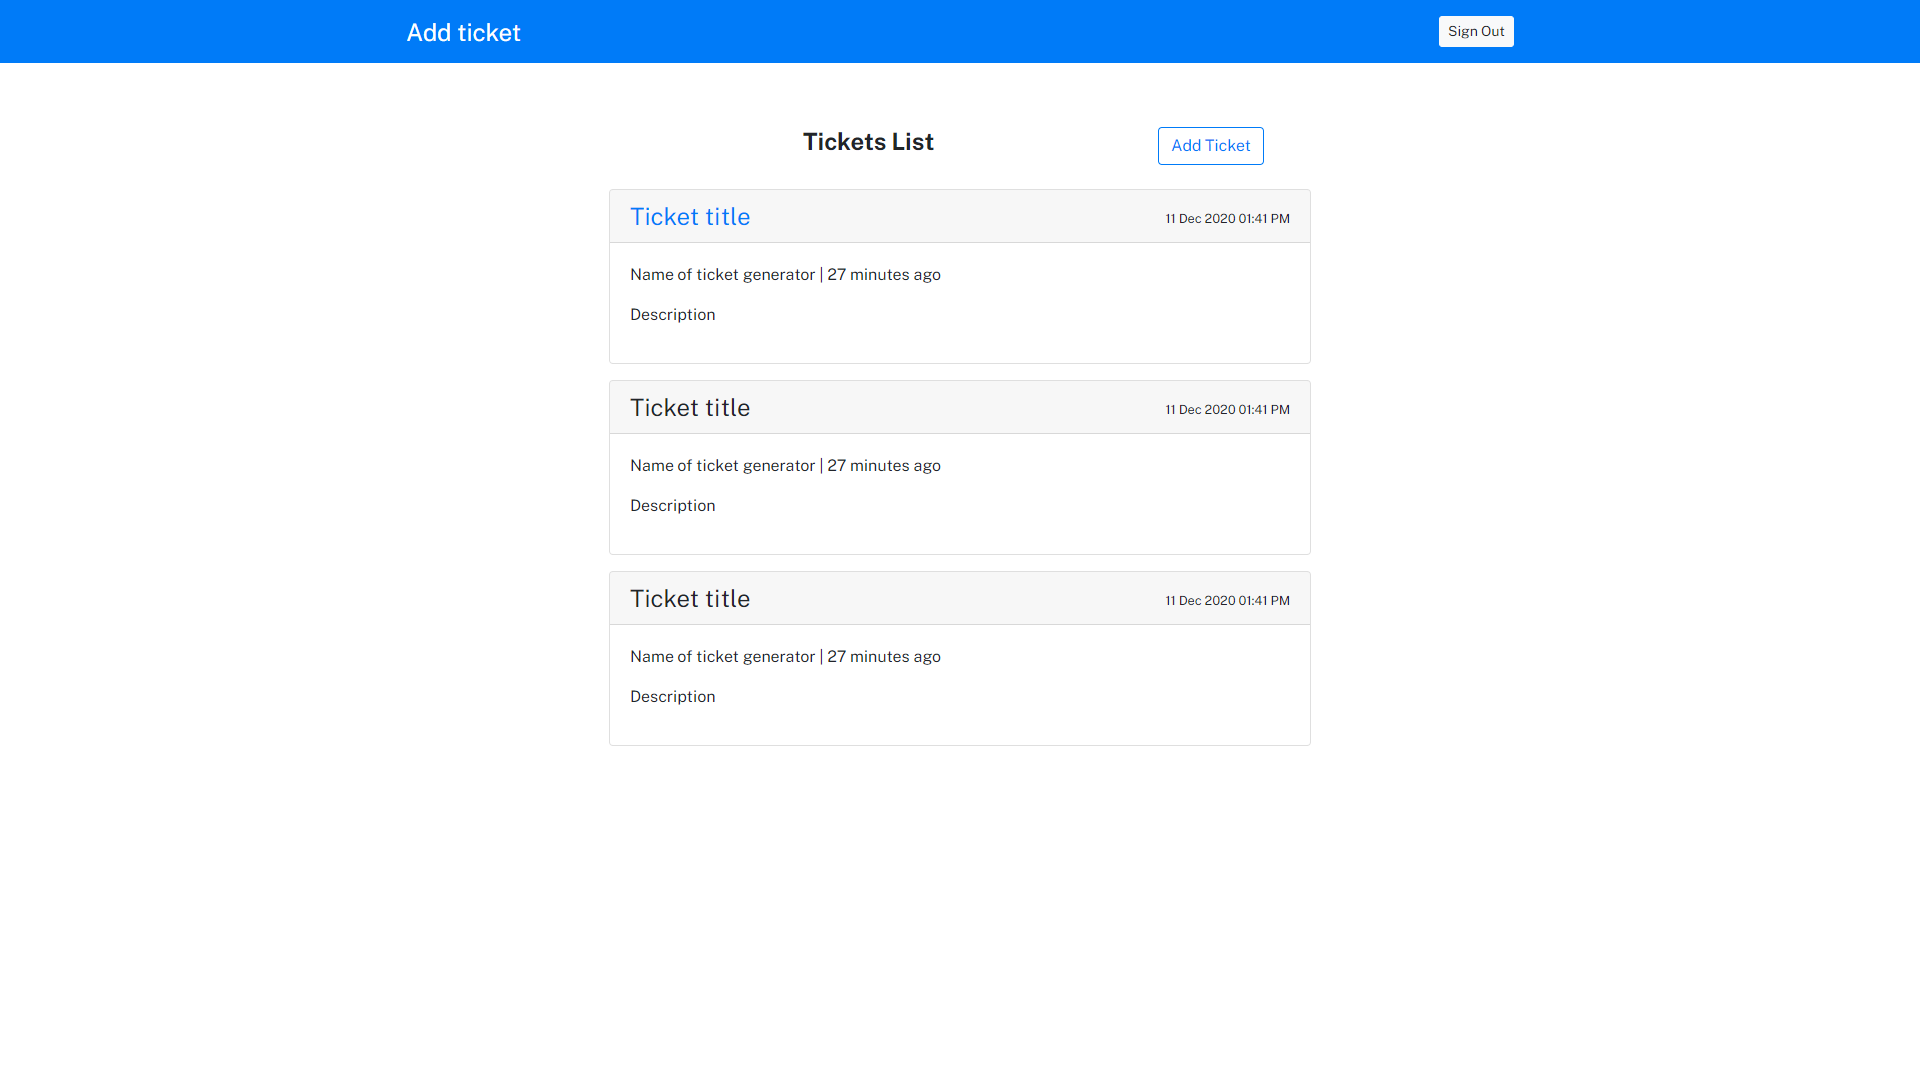 Add ticket
Sign Out
Tickets List
Add Ticket
Ticket title
11 Dec 2020 01:41 PM
Name of ticket generator | 27 minutes ago
Description
Ticket title
11 Dec 2020 01:41 PM
Name of ticket generator | 27 minutes ago
Description
Ticket title
11 Dec 2020 01:41 PM
Name of ticket generator | 27 minutes ago
Description